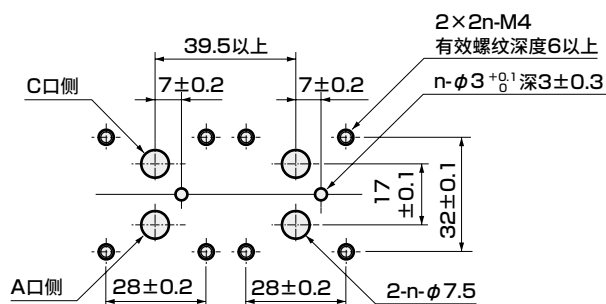 2×2n-M4
有效螺纹深度6以上
39.5以上
7±0.2
7±0.2
n-φ3 +0.1 0 深3±0.3
C口侧
17
±0.1
32±0.1
A口侧
28±0.2
28±0.2
2-n-φ7.5